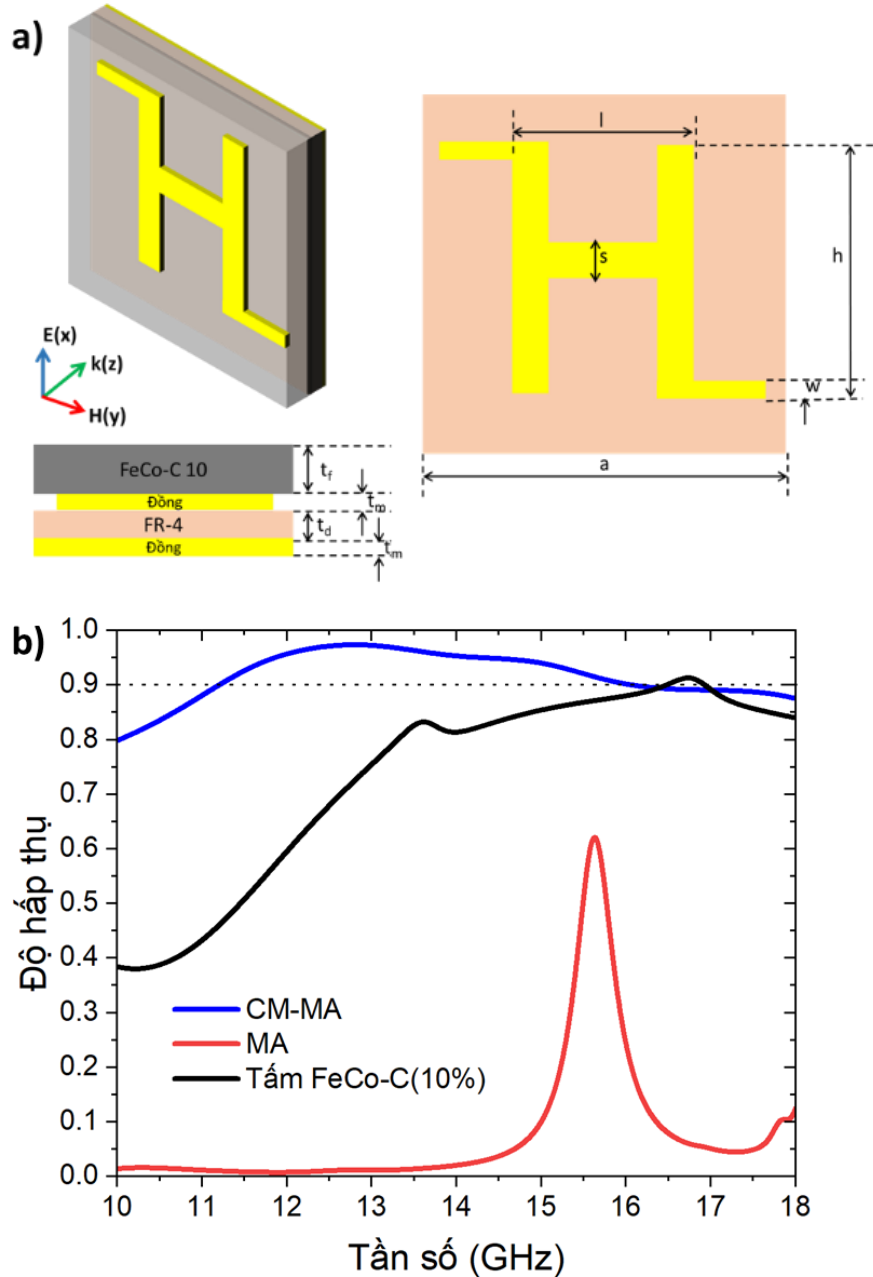 a)
E(x)
k(z)
H(y)
l
s
h
w
a
FeCo-C 10
Đồng
FR-4
Đồng
t_f
t_m
t_d
t_m
b)
1.0
0.9
0.8
0.7
0.6
0.5
0.4
0.3
0.2
0.1
0.0
Độ hấp thụ
CM-MA
MA
Tấm FeCo-C(10%)
10 11 12 13 14 15 16 17 18
Tần số (GHz)